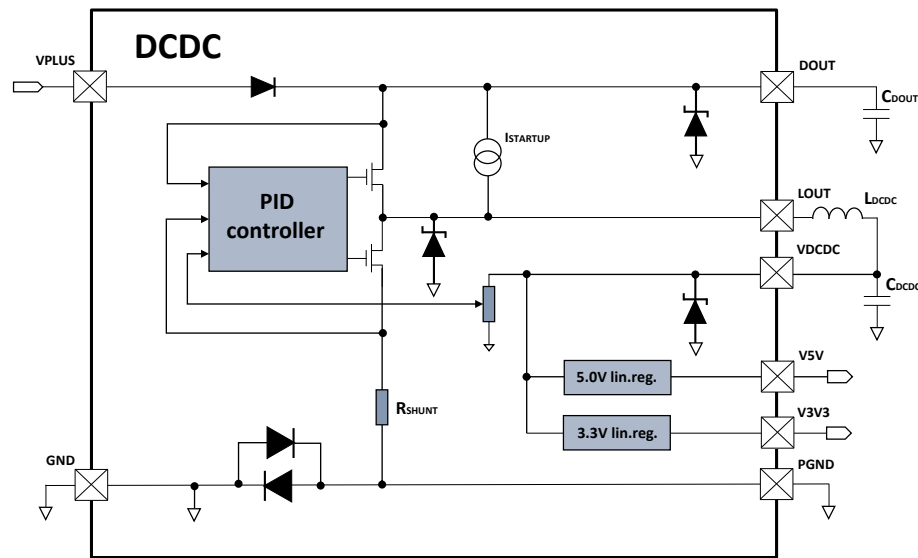 DCDC
VPLUS
DOUT
CDOUT
ISTARTUP
PID
controller
LOUT
LDCDC
VDCDC
CDCDC
V5V
5.0V lin.reg.
RSHUNT
V3V3
3.3V lin.reg.
GND
PGND